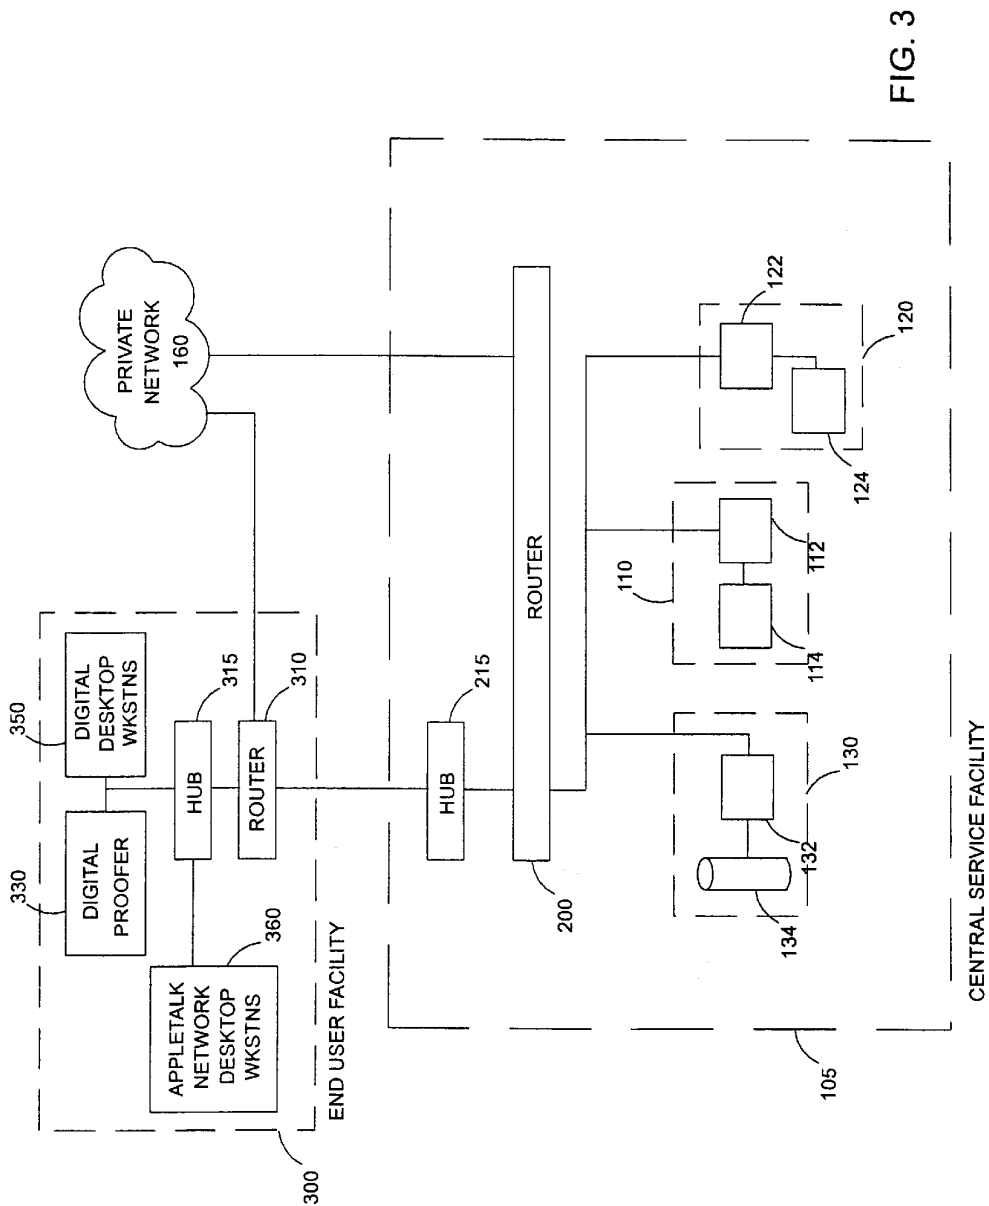 FIG. 3
PRIVATE
NETWORK
160
350
DIGITAL
DESKTOP
WKSTNS
330
DIGITAL
PROOFER
HUB
315
ROUTER
310
APPLETALK
NETWORK
DESKTOP
WKSTNS
360
END USER FACILITY
300
HUB
215
ROUTER
200
122
120
124
110
112
114
130
132
134
105
CENTRAL SERVICE FACILITY